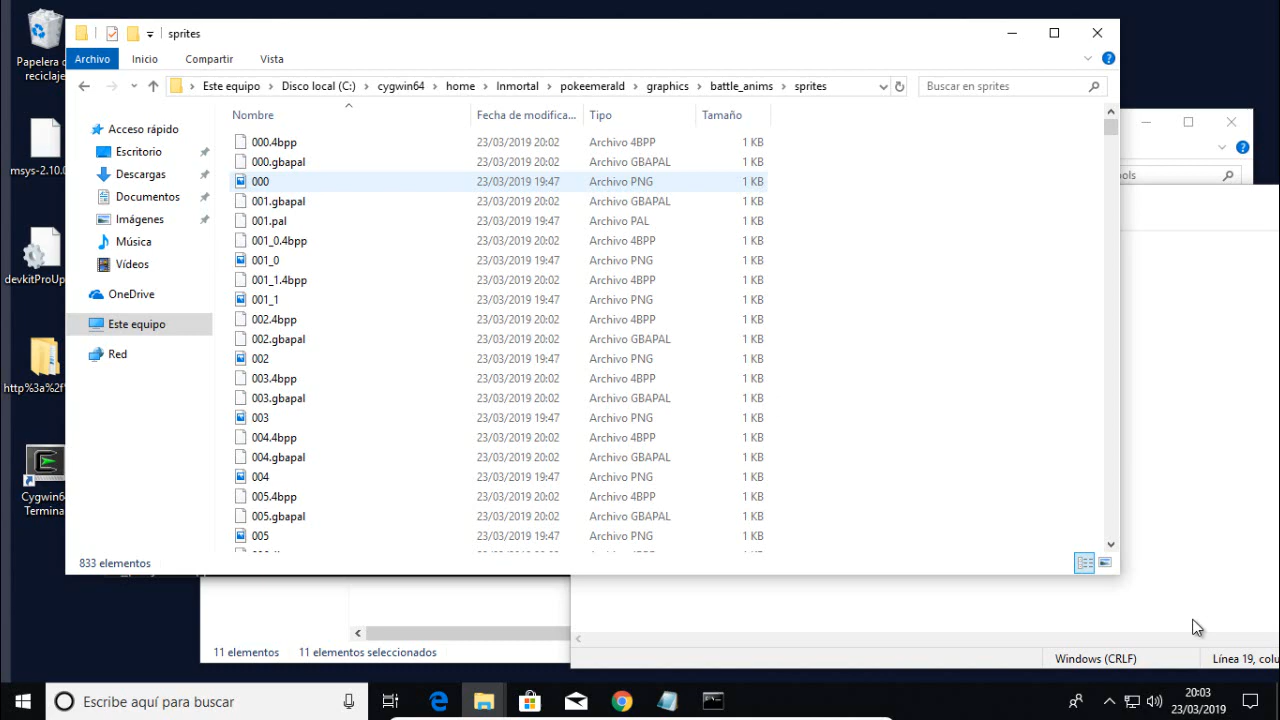 Papelera de
reciclaje
msys-2.10.0
devkitProUp
http%3a%2f
Cygwin64
Terminal
sprites
Archivo Inicio Compartir Vista
Este equipo Disco local (C:) cygwin64 home Inmortal pokeemerald graphics battle_anims sprites
Buscar en sprites
Acceso rápido
Escritorio
Descargas
Documentos
Imágenes
Música
Vídeos
OneDrive
Este equipo
Red
Nombre Fecha de modifica... Tipo Tamaño
000.4bpp 23/03/2019 20:02 Archivo 4BPP 1 KB
000.gbapal 23/03/2019 20:02 Archivo GBAPAL 1 KB
000 23/03/2019 19:47 Archivo PNG 1 KB
001.gbapal 23/03/2019 20:02 Archivo GBAPAL 1 KB
001.pal 23/03/2019 19:47 Archivo PAL 1 KB
001_0.4bpp 23/03/2019 20:02 Archivo 4BPP 1 KB
001_0 23/03/2019 19:47 Archivo PNG 1 KB
001_1.4bpp 23/03/2019 20:02 Archivo 4BPP 1 KB
001_1 23/03/2019 19:47 Archivo PNG 1 KB
002.4bpp 23/03/2019 20:02 Archivo 4BPP 1 KB
002.gbapal 23/03/2019 20:02 Archivo GBAPAL 1 KB
002 23/03/2019 19:47 Archivo PNG 1 KB
003.4bpp 23/03/2019 20:02 Archivo 4BPP 1 KB
003.gbapal 23/03/2019 20:02 Archivo GBAPAL 1 KB
003 23/03/2019 19:47 Archivo PNG 1 KB
004.4bpp 23/03/2019 20:02 Archivo 4BPP 1 KB
004.gbapal 23/03/2019 20:02 Archivo GBAPAL 1 KB
004 23/03/2019 19:47 Archivo PNG 1 KB
005.4bpp 23/03/2019 20:02 Archivo 4BPP 1 KB
005.gbapal 23/03/2019 20:02 Archivo GBAPAL 1 KB
005 23/03/2019 19:47 Archivo PNG 1 KB
833 elementos
ols
11 elementos 11 elementos seleccionados
Windows (CRLF) Línea 19, colu
Escribe aquí para buscar
20:03
23/03/2019